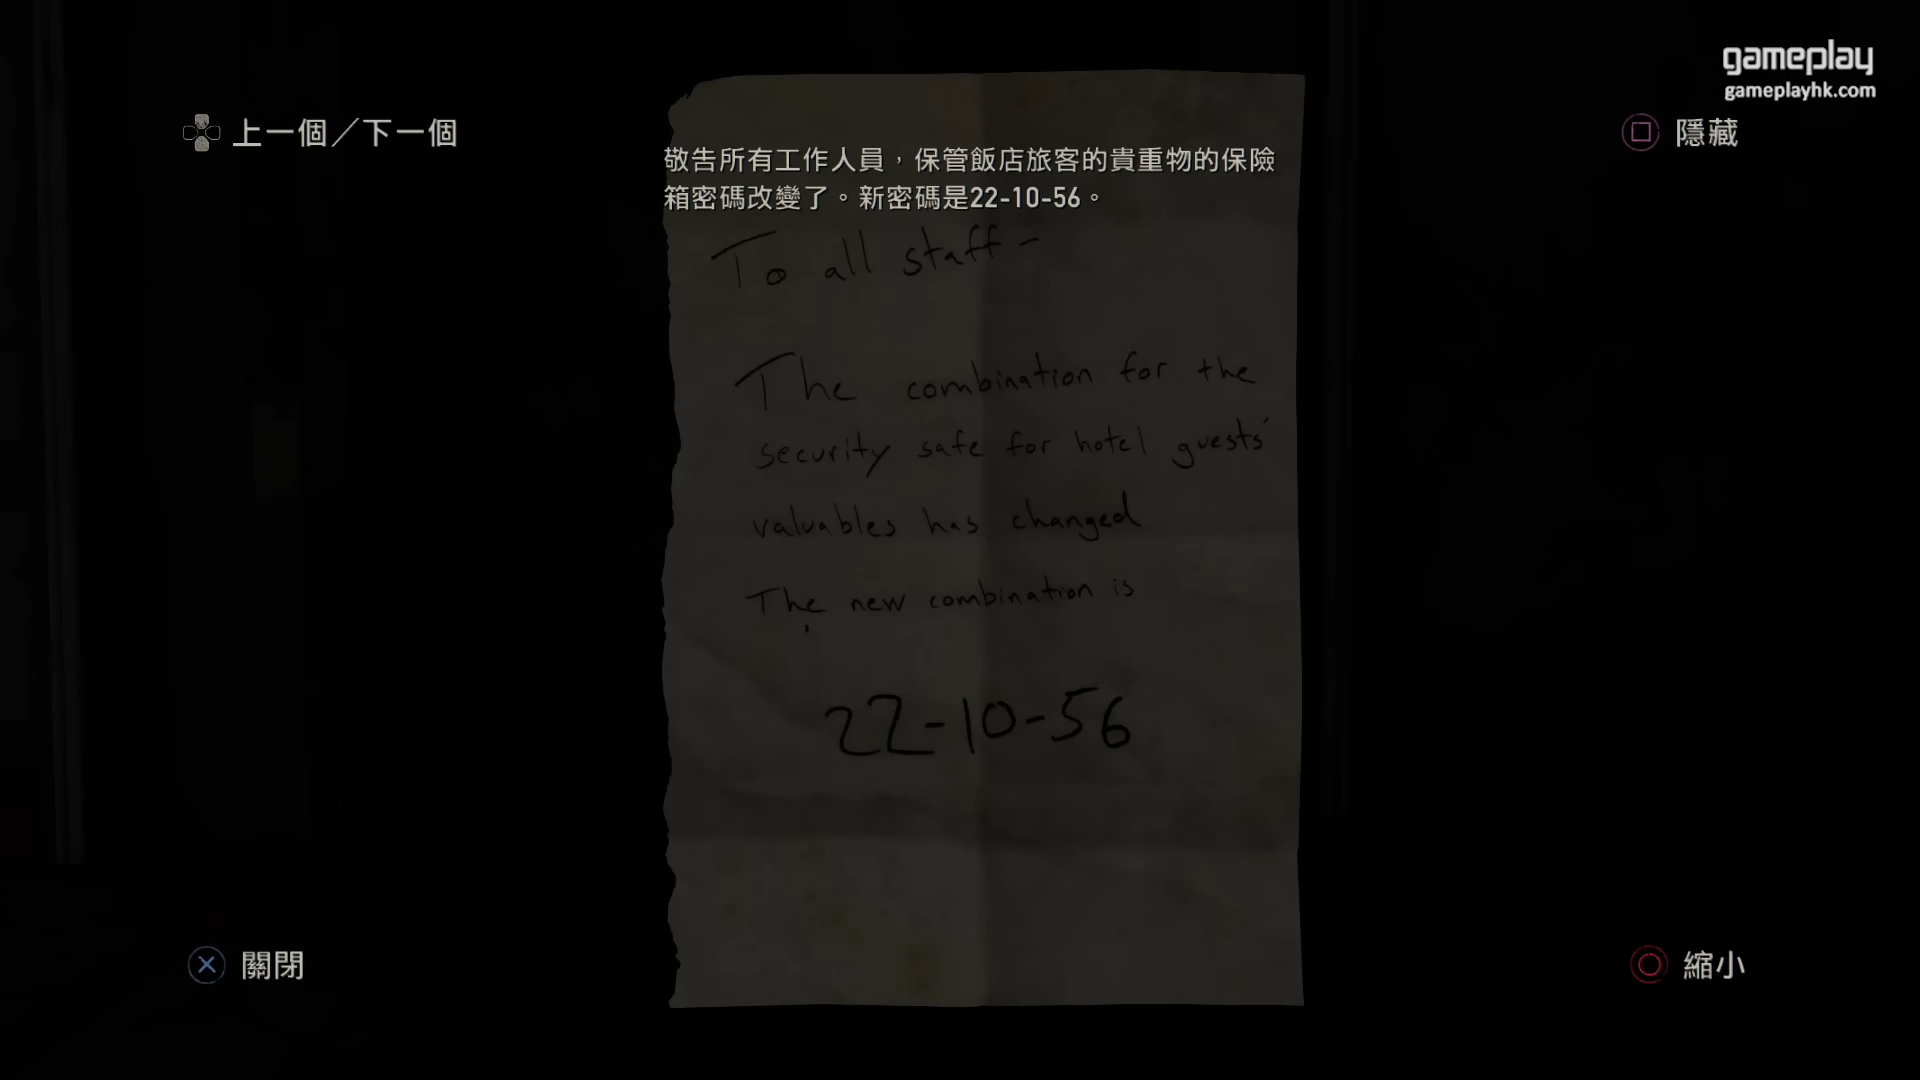 gameplay
gameplayhk.com
上一個／下一個
隱藏
敬告所有工作人員，保管飯店旅客的貴重物的保險
箱密碼改變了。新密碼是22-10-56。
To all staff -
The combination for the
security safe for hotel guests'
valuables has changed
The new combination is
22-10-56
關閉
縮小